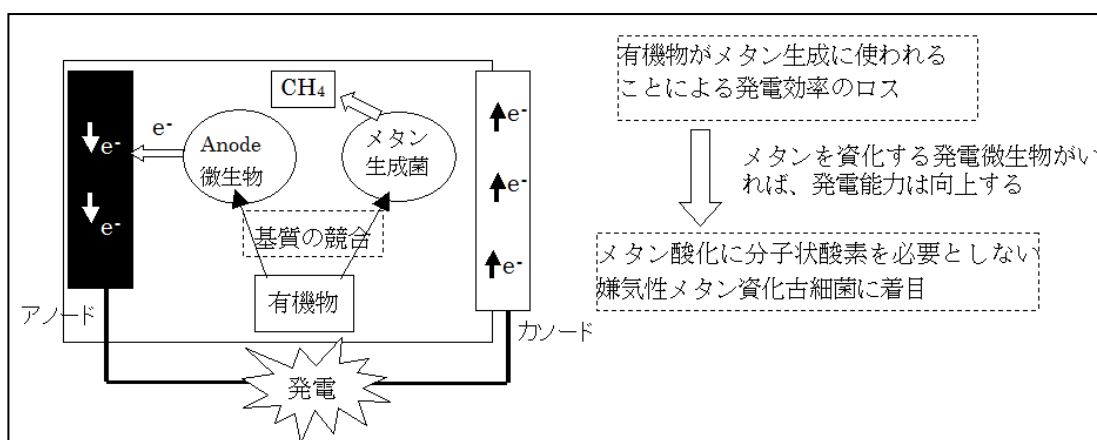 CH4
e-
Anode
微生物
メタン
生成菌
e-
e-
e-
e-
e-
基質の競合
有機物
アノード
カソード
発電
有機物がメタン生成に使われる
ことによる発電効率のロス
メタンを資化する発電微生物がい
れば、発電能力は向上する
メタン酸化に分子状酸素を必要としない
嫌気性メタン資化古細菌に着目